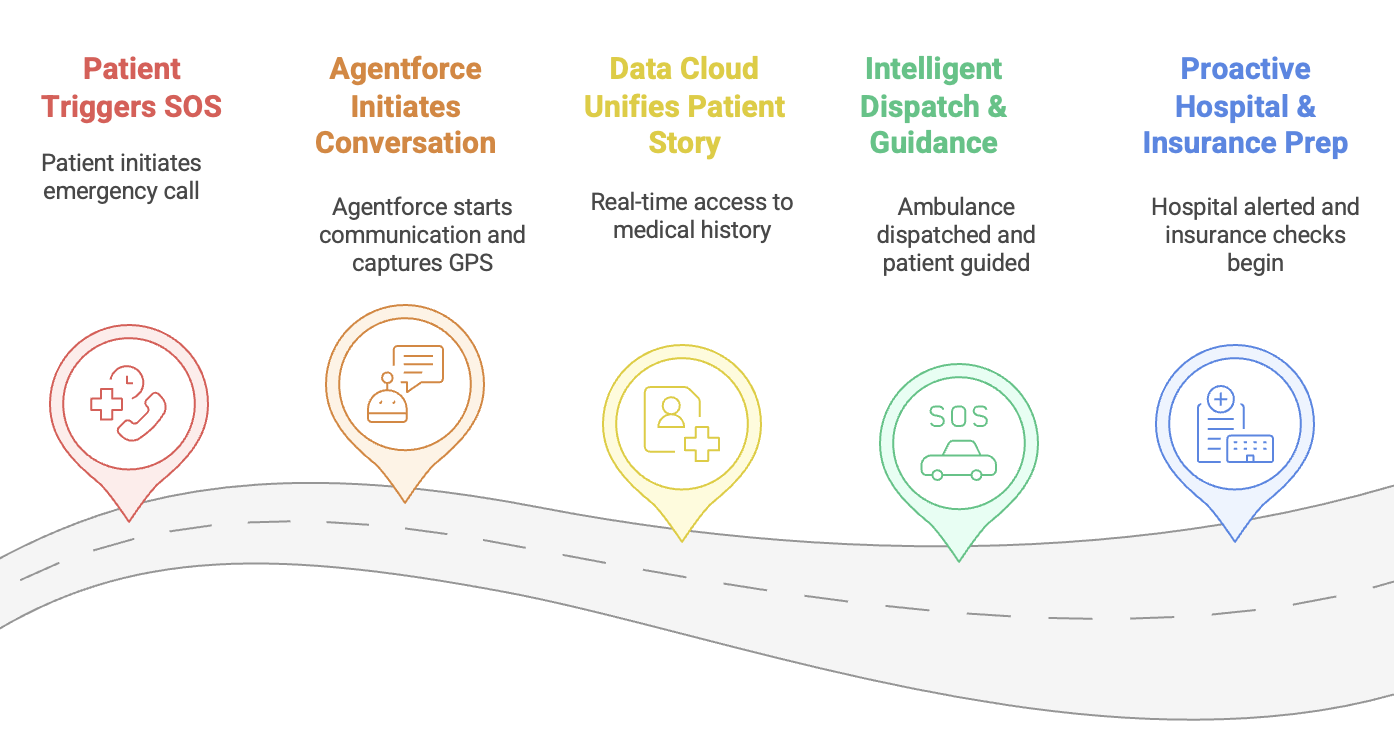 Patient
Triggers SOS
Patient initiates
emergency call
Agentforce
Initiates
Conversation
Agentforce starts
communication and
captures GPS
Data Cloud
Unifies Patient
Story
Real-time access to
medical history
Intelligent
Dispatch &
Guidance
Ambulance
dispatched and
patient guided
Proactive
Hospital &
Insurance Prep
Hospital alerted and
insurance checks
begin
SOS